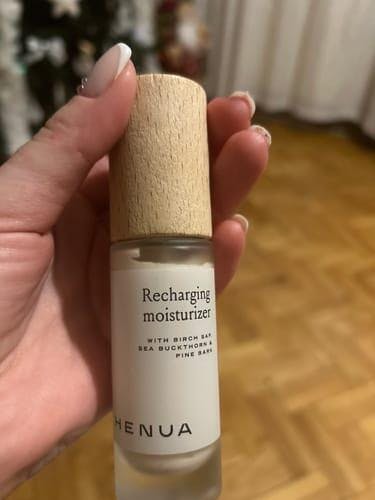 Recharging
moisturizer
WITH BIRCH SAP,
SEA BUCKTHORN &
PINE BARK
HENUA